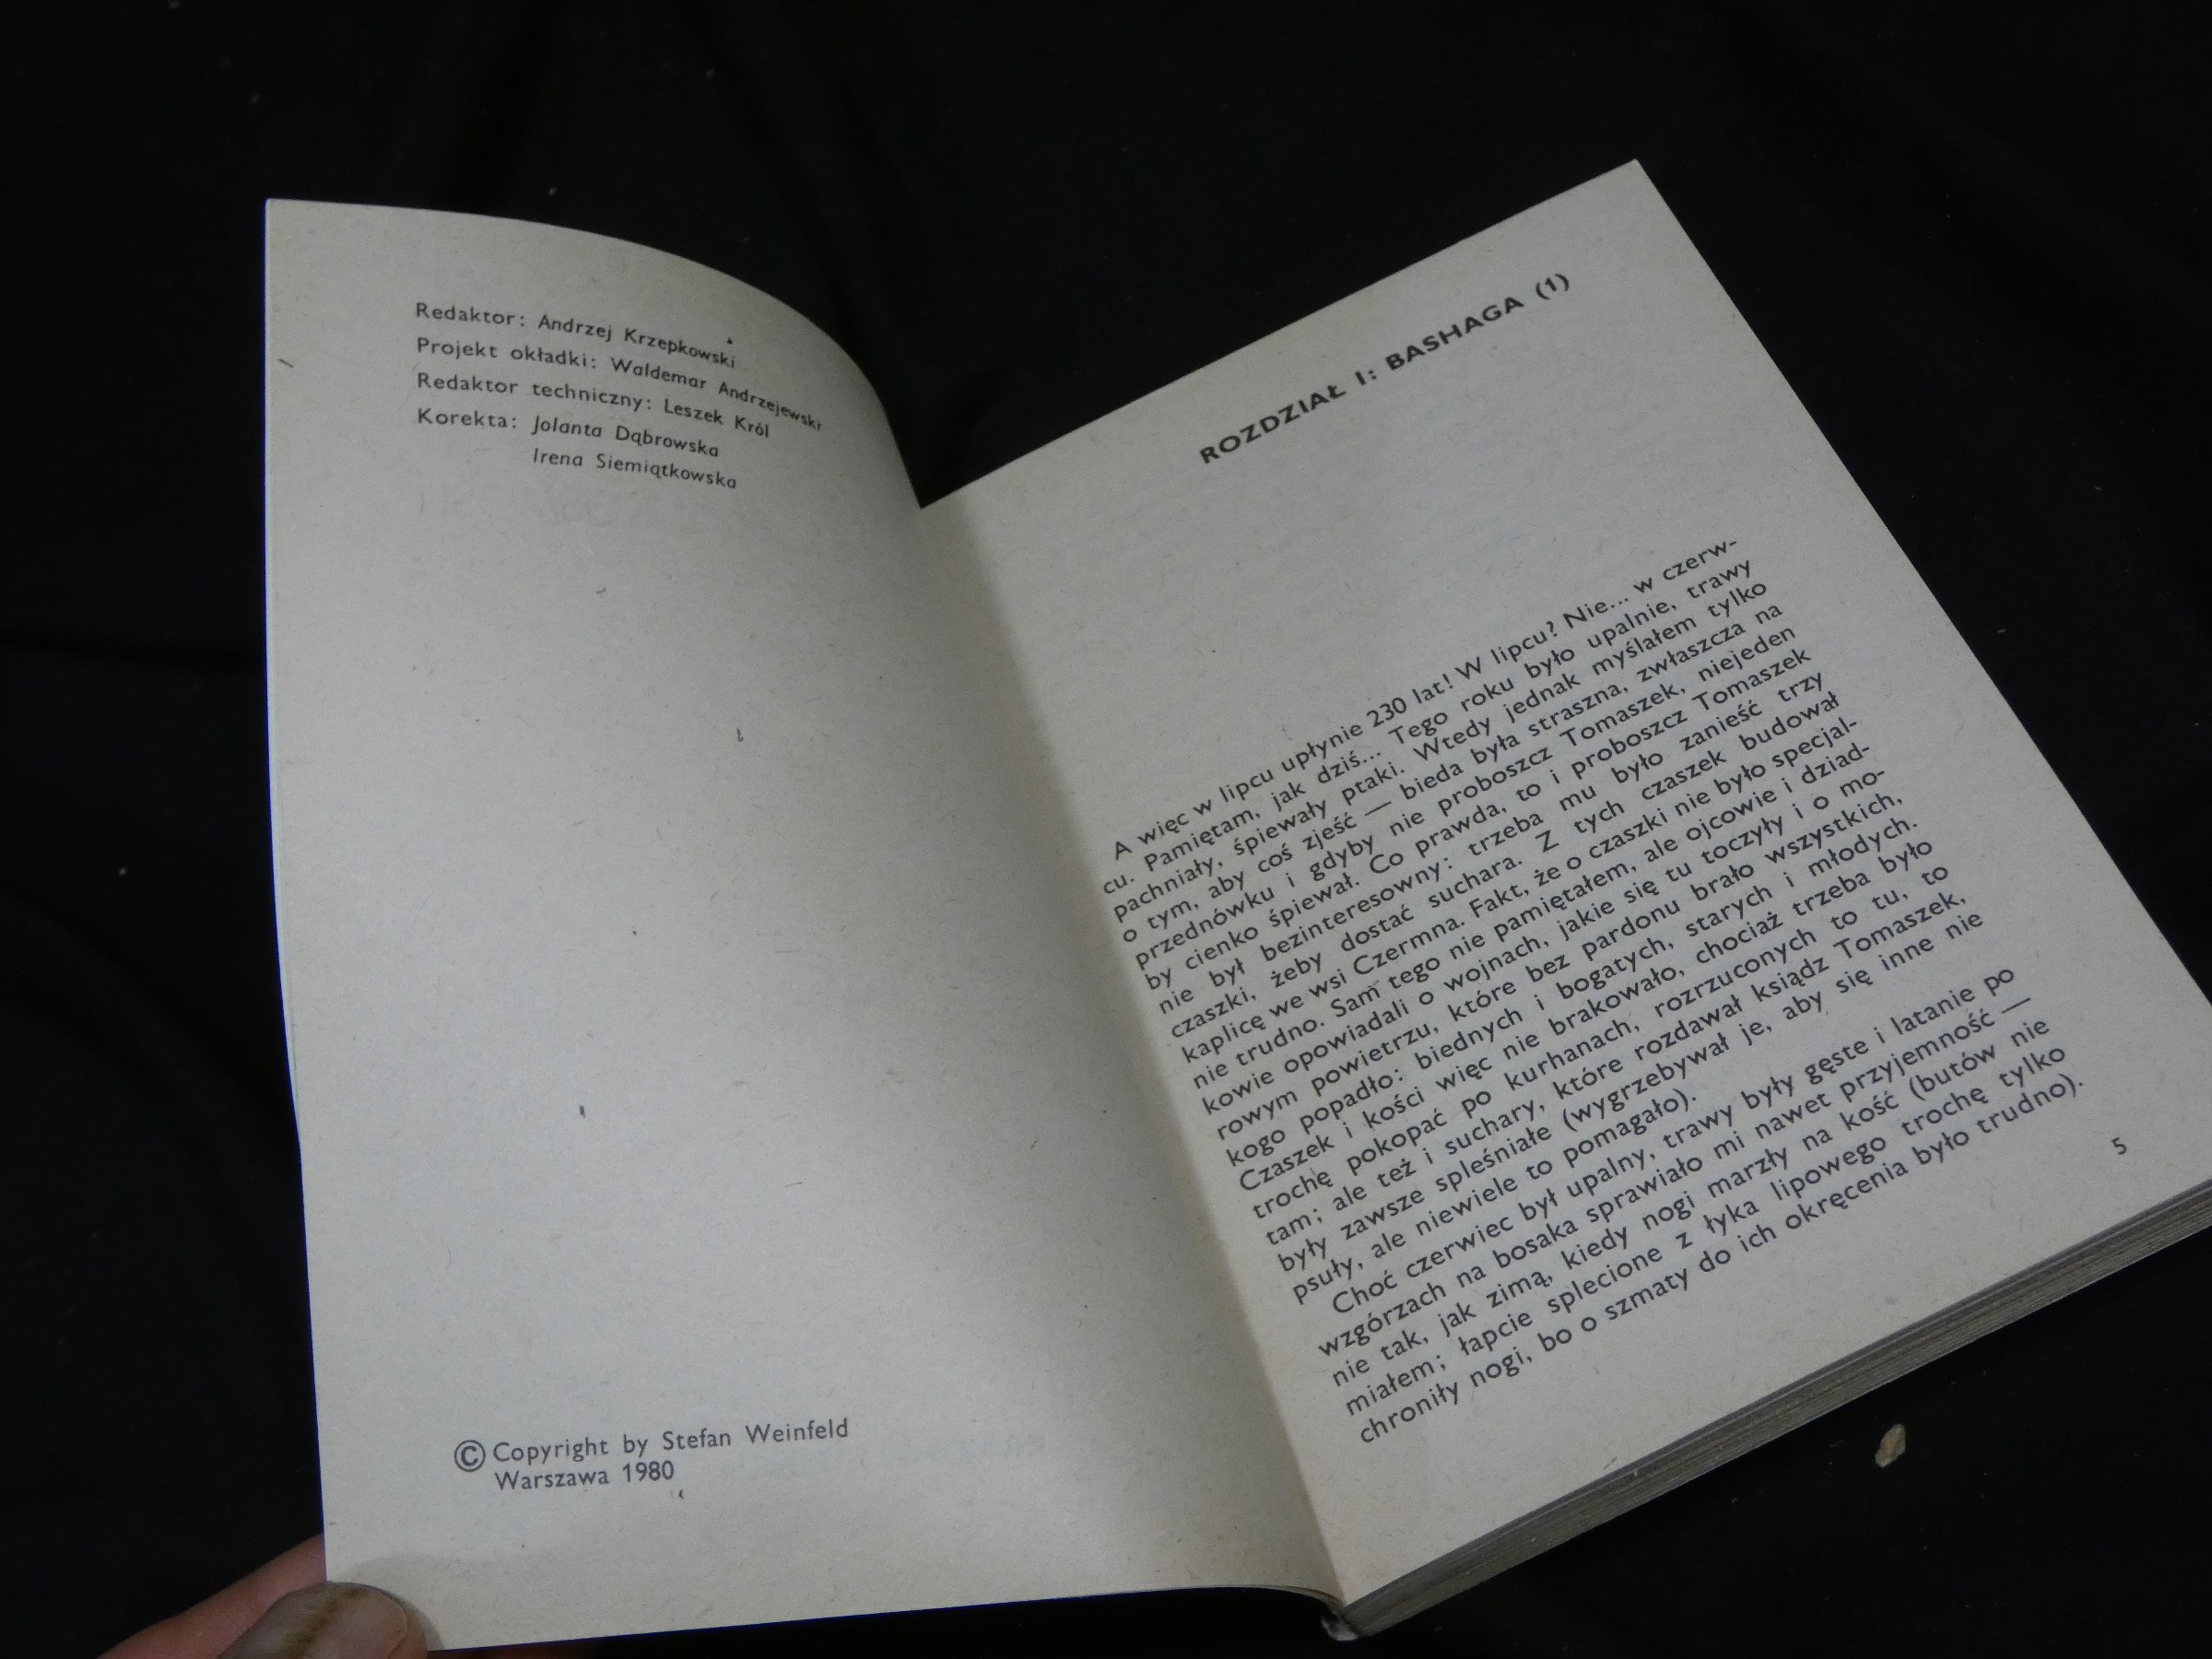 Redaktor: Andrzej Krzepkowski
Projekt okładki: Waldemar Andrzejewski
Redaktor techniczny: Leszek Król
Korekta: Jolanta Dąbrowska
Irena Siemiątkowska
© Copyright by Stefan Weinfeld
Warszawa 1980
ROZDZIAŁ I: BASHAGA (1)
A więc w lipcu upłynie 230 lat! W lipcu? Nie... w czerw-
cu. Pamiętam, jak dziś... Tego roku było upalnie, trawy
pachniały, śpiewały ptaki. Wtedy jednak myślałem tylko
o tym, aby coś zjeść — bieda była straszna, zwłaszcza na
przednówku i gdyby nie proboszcz Tomaszek, niejeden
by cienko śpiewał. Co prawda, to i proboszcz Tomaszek
nie był bezinteresowny: trzeba mu było zanieść trzy
czaszki, żeby dostać suchara. Z tych czaszek budował
kaplicę we wsi Czermna. Fakt, że o czaszki nie było specjal-
nie trudno. Sam tego nie pamiętałem, ale ojcowie i dziad-
kowie opowiadali o wojnach, jakie się tu toczyły i o mo-
rowym powietrzu, które bez pardonu brało wszystkich,
kogo popadło: biednych i bogatych, starych i młodych.
Czaszek i kości więc nie brakowało, chociaż trzeba było
trochę pokopać po kurhanach, rozrzuconych to tu, to
tam; ale też i suchary, które rozdawał ksiądz Tomaszek,
były zawsze spleśniałe (wygrzebywał je, aby się inne nie
psuły, ale niewiele to pomagało).
Choć czerwiec był upalny, trawy były gęste i latanie po
wzgórzach na bosaka sprawiało mi nawet przyjemność —
nie tak, jak zimą, kiedy nogi marzły na kość (butów nie
miałem; łapcie splecione z łyka lipowego trochę tylko
chroniły nogi, bo o szmaty do ich okręcenia było trudno).
5